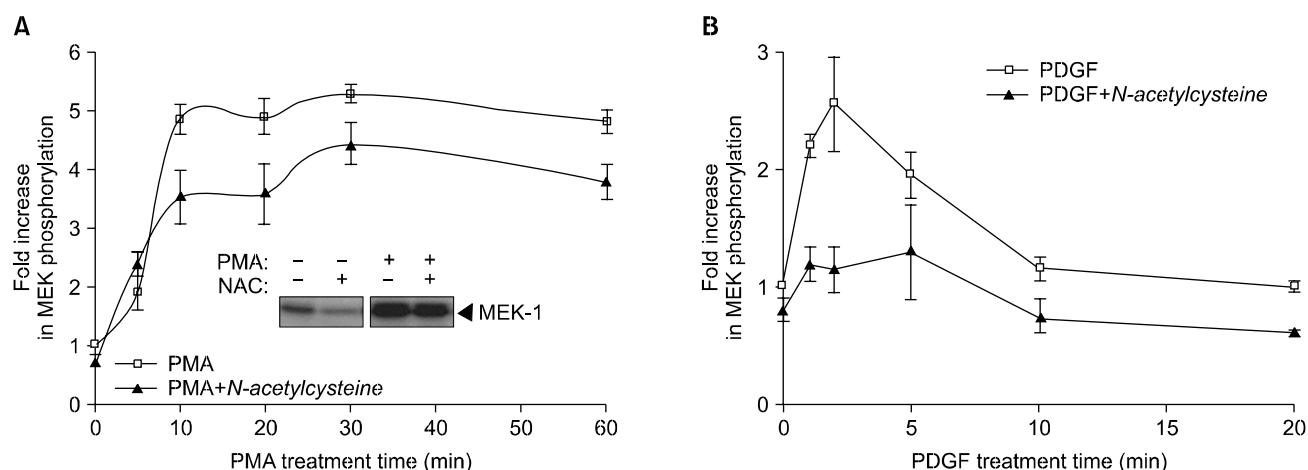 A
Fold increase
in MEK phosphorylation
6
5
4
3
2
1
0
PMA: – – + +
NAC: – + – +
MEK-1
PMA
PMA+N-acetylcysteine
0 10 20 30 40 50 60
PMA treatment time (min)
B
Fold increase
in MEK phosphorylation
3
2
1
0
PDGF
PDGF+N-acetylcysteine
0 5 10 15 20
PDGF treatment time (min)